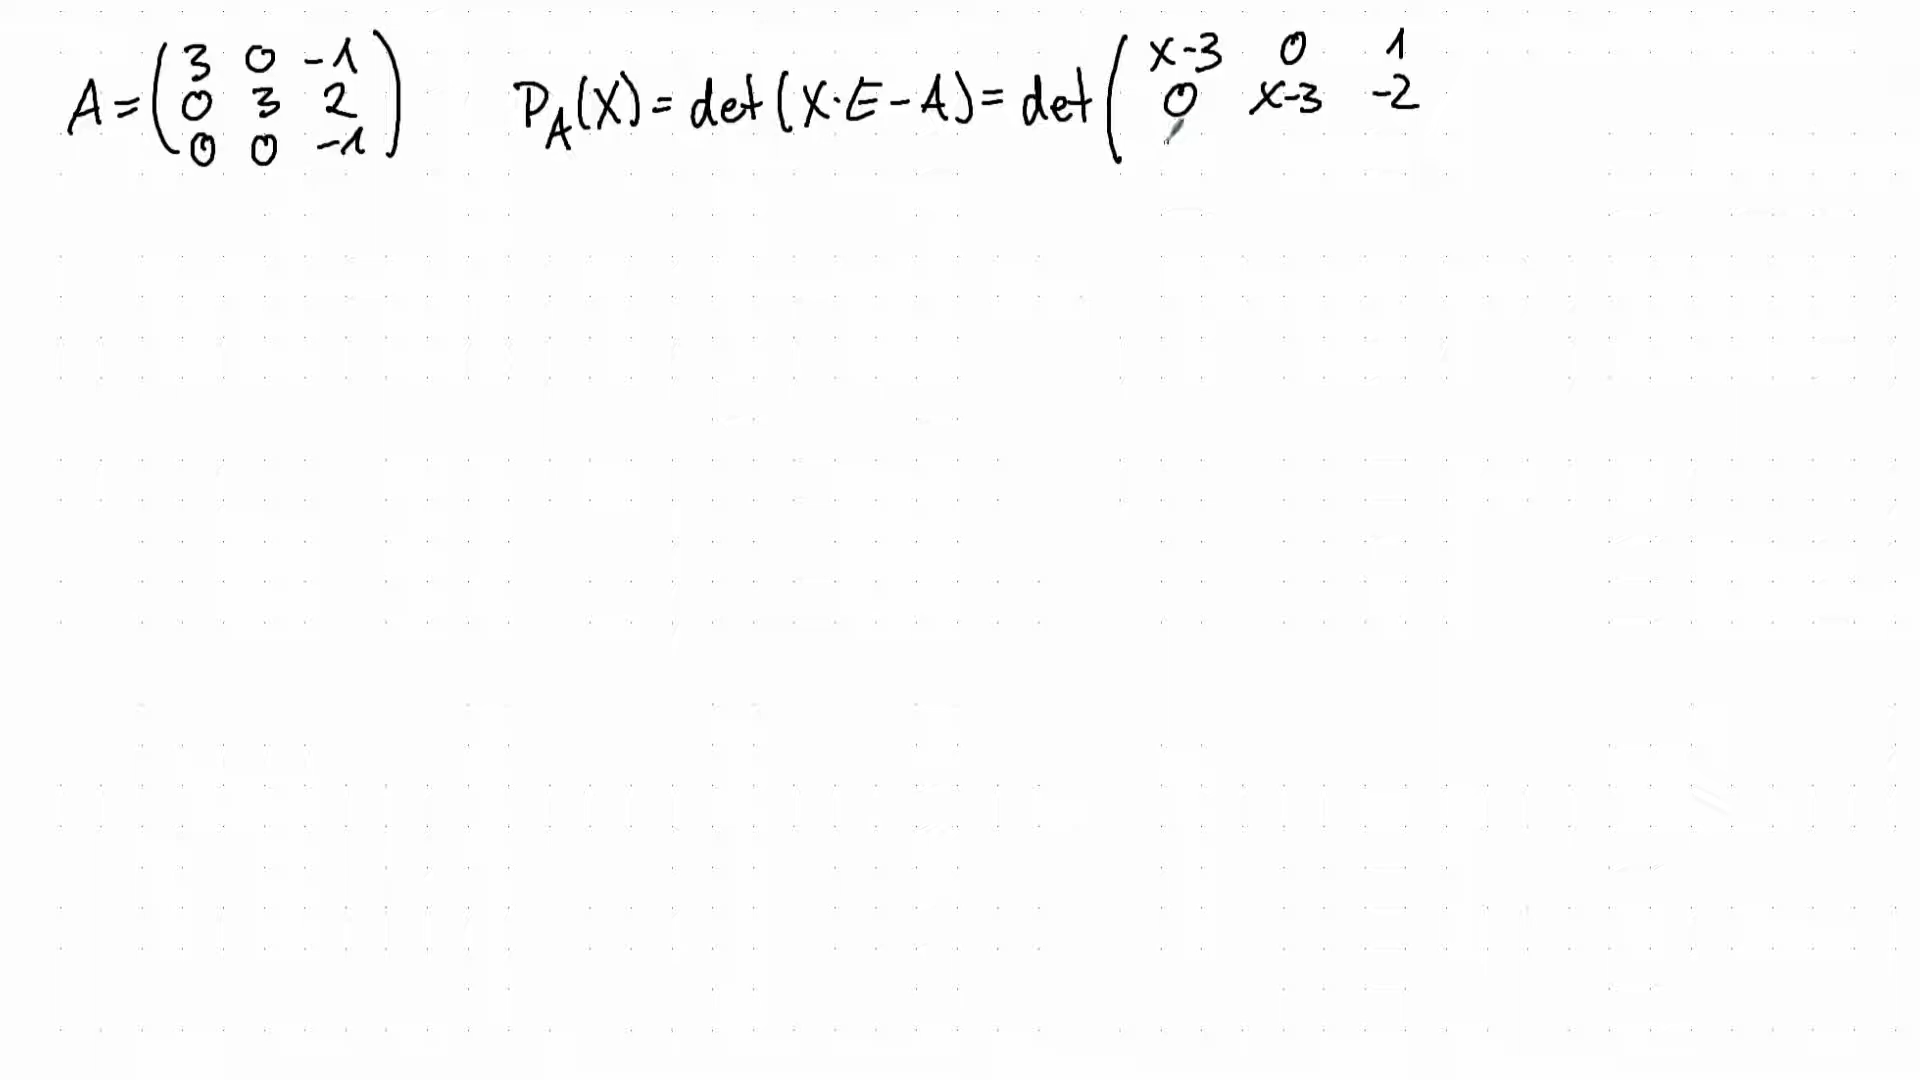 A = ( 3 0 -1   P_A(X) = det(X·E-A) = det ( X-3 0 1
0 3 2   0 X-3 -2
0 0 -1 )